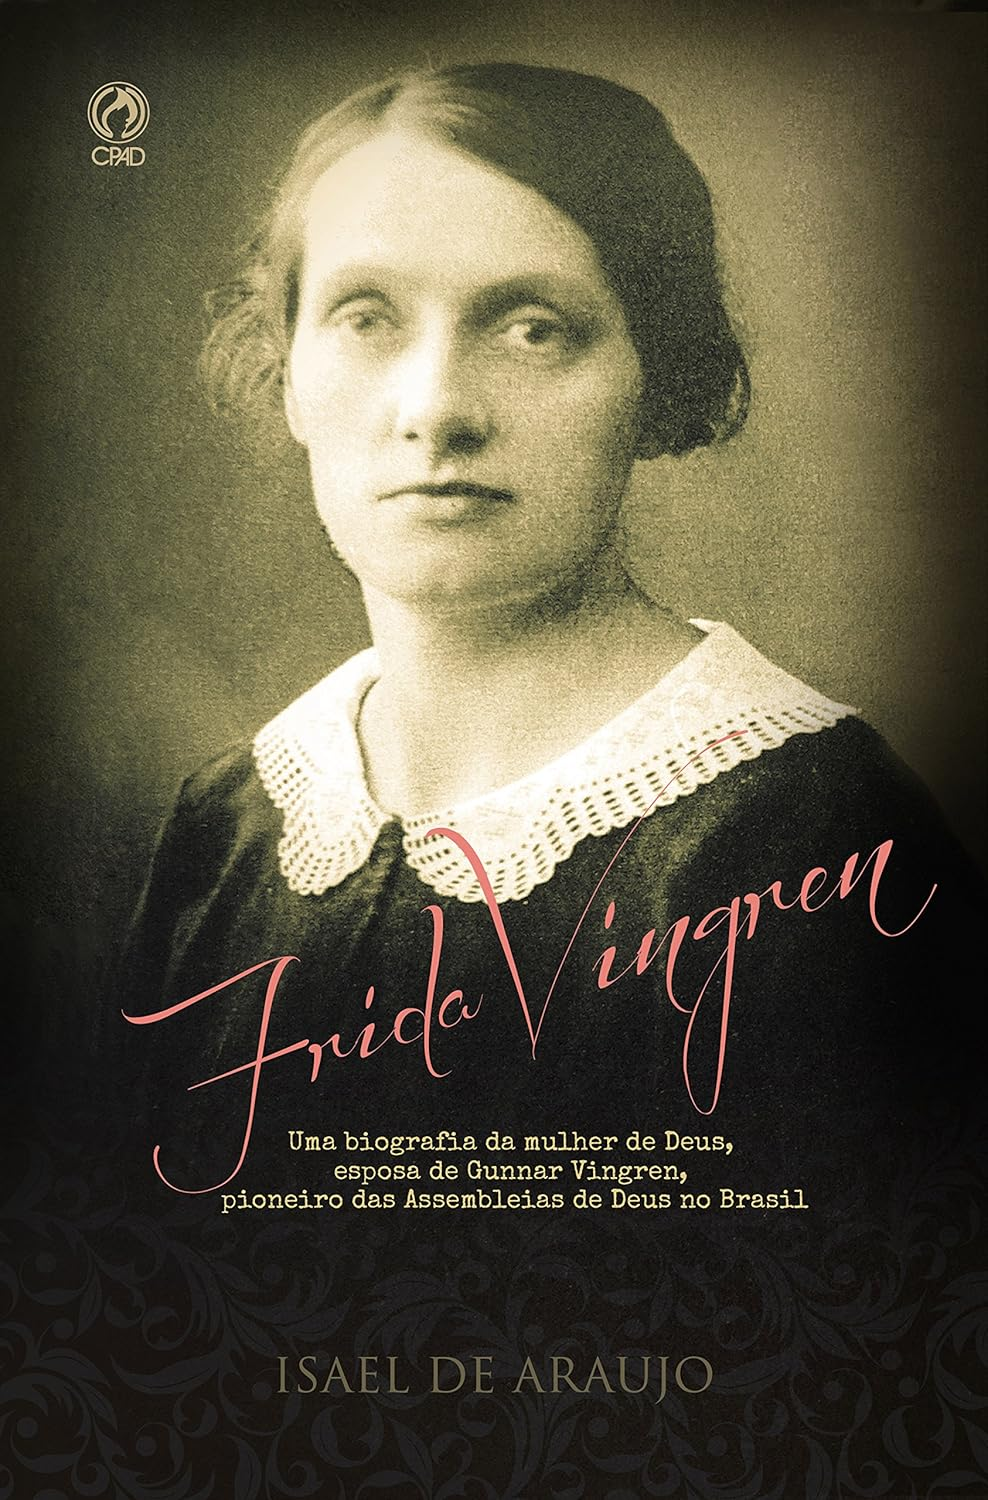 CPAD
Frida Vingren
Uma biografia da mulher de Deus,
esposa de Gunnar Vingren,
pioneiro das Assembleias de Deus no Brasil
ISAEL DE ARAUJO